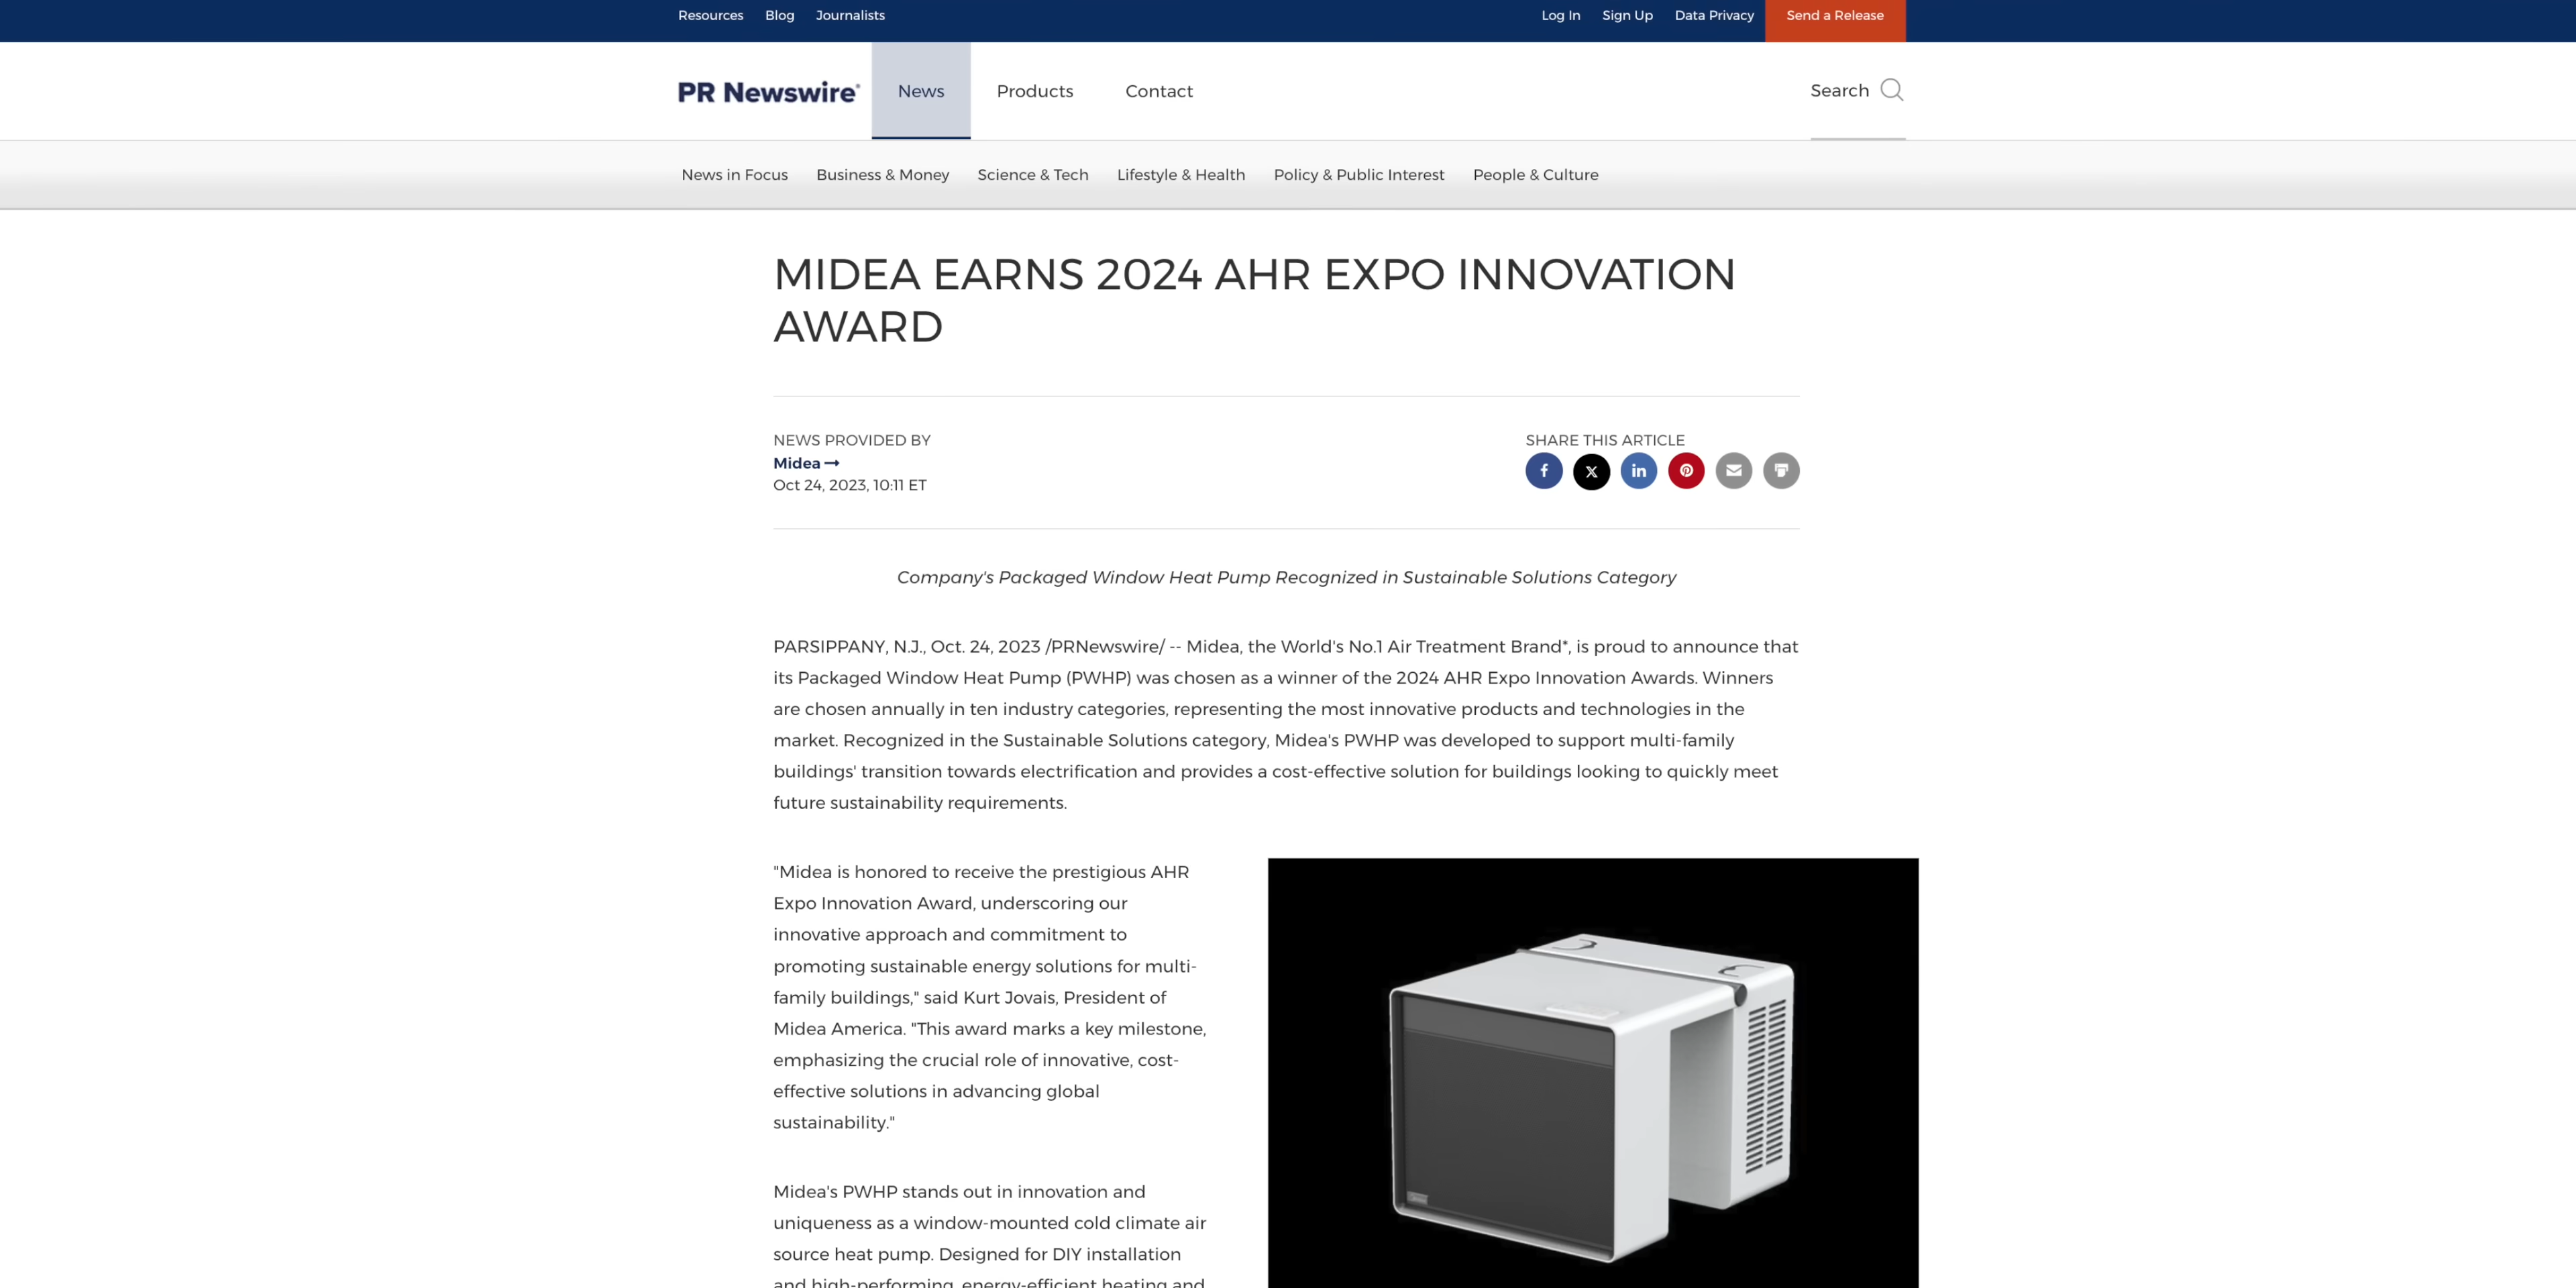 Resources Blog Journalists Log In Sign Up Data Privacy Send a Release
PR Newswire® News Products Contact Search
News in Focus Business & Money Science & Tech Lifestyle & Health Policy & Public Interest People & Culture
MIDEA EARNS 2024 AHR EXPO INNOVATION
AWARD
NEWS PROVIDED BY
Midea
Oct 24, 2023, 10:11 ET
SHARE THIS ARTICLE
Company's Packaged Window Heat Pump Recognized in Sustainable Solutions Category
PARSIPPANY, N.J., Oct. 24, 2023 /PRNewswire/ -- Midea, the World's No.1 Air Treatment Brand*, is proud to announce that
its Packaged Window Heat Pump (PWHP) was chosen as a winner of the 2024 AHR Expo Innovation Awards. Winners
are chosen annually in ten industry categories, representing the most innovative products and technologies in the
market. Recognized in the Sustainable Solutions category, Midea's PWHP was developed to support multi-family
buildings' transition towards electrification and provides a cost-effective solution for buildings looking to quickly meet
future sustainability requirements.
"Midea is honored to receive the prestigious AHR
Expo Innovation Award, underscoring our
innovative approach and commitment to
promoting sustainable energy solutions for multi-
family buildings," said Kurt Jovais, President of
Midea America. "This award marks a key milestone,
emphasizing the crucial role of innovative, cost-
effective solutions in advancing global
sustainability."
Midea's PWHP stands out in innovation and
uniqueness as a window-mounted cold climate air
source heat pump. Designed for DIY installation
and high-performing, energy-efficient heating and